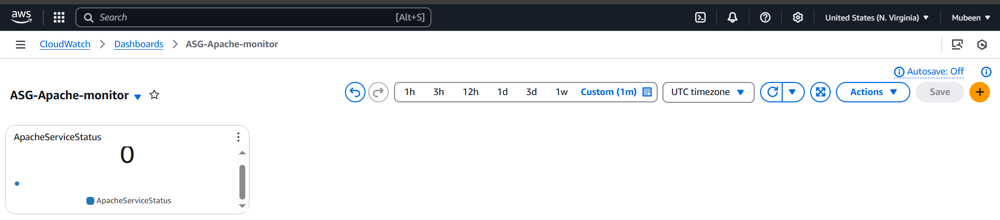 aws
Search [Alt+S]
United States (N. Virginia)
Mubeen
CloudWatch
Dashboards
ASG-Apache-monitor
Autosave: Off
ASG-Apache-monitor
1h 3h 12h 1d 3d 1w Custom (1m)
UTC timezone
Actions
Save
ApacheServiceStatus
0
ApacheServiceStatus